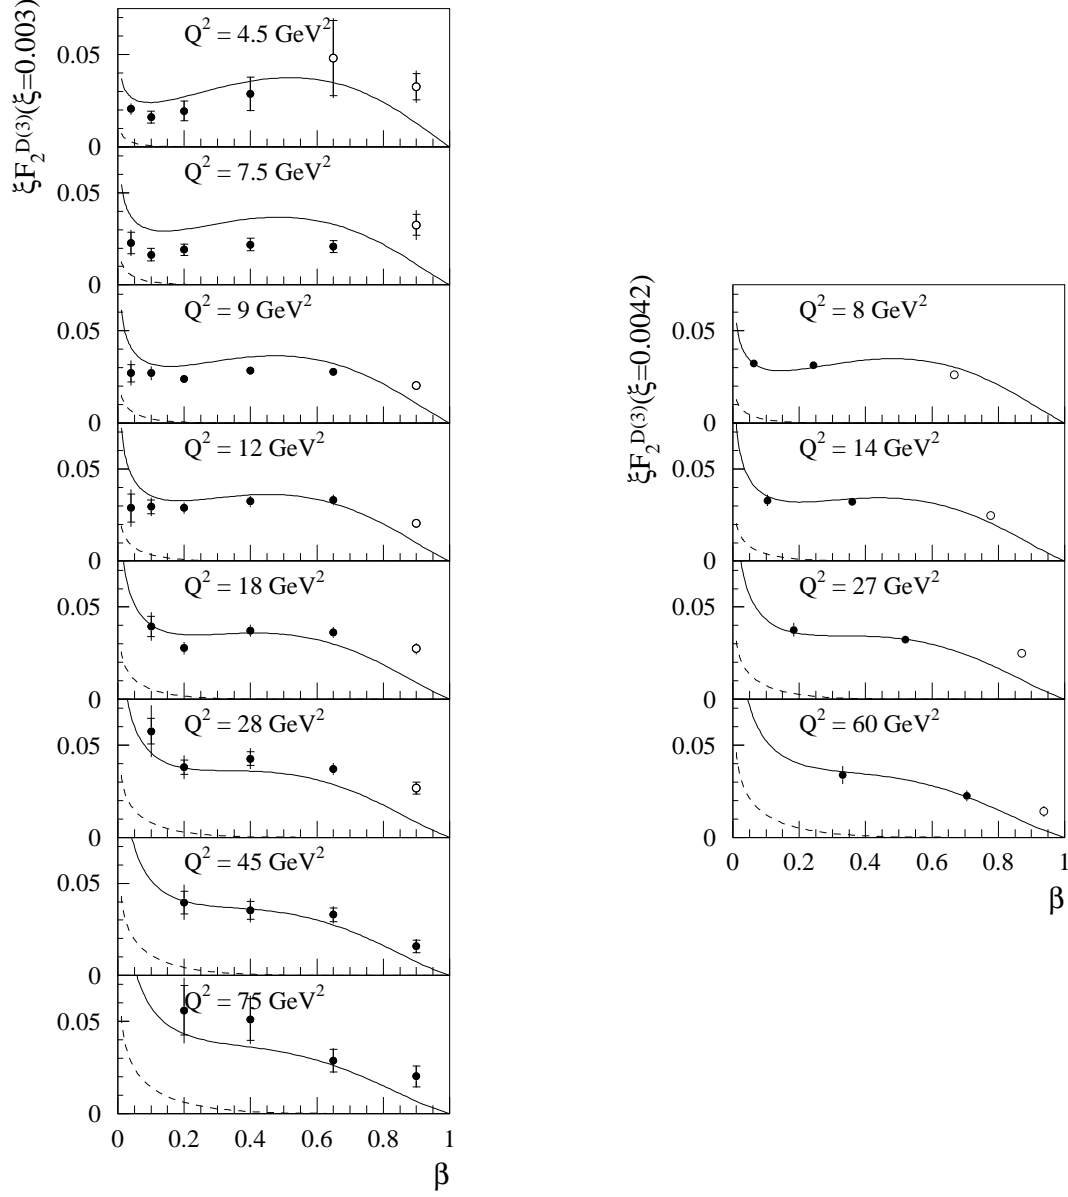 ξF₂ᴰ⁽³⁾(ξ=0.003)
Q² = 4.5 GeV²
0.05
0
Q² = 7.5 GeV²
0.05
0
Q² = 9 GeV²
0.05
0
Q² = 12 GeV²
0.05
0
Q² = 18 GeV²
0.05
0
Q² = 28 GeV²
0.05
0
Q² = 45 GeV²
0.05
0
Q² = 75 GeV²
0.05
0
0 0.2 0.4 0.6 0.8 1
β
ξF₂ᴰ⁽³⁾(ξ=0.0042)
Q² = 8 GeV²
0.05
0
Q² = 14 GeV²
0.05
0
Q² = 27 GeV²
0.05
0
Q² = 60 GeV²
0.05
0
0 0.2 0.4 0.6 0.8 1
β